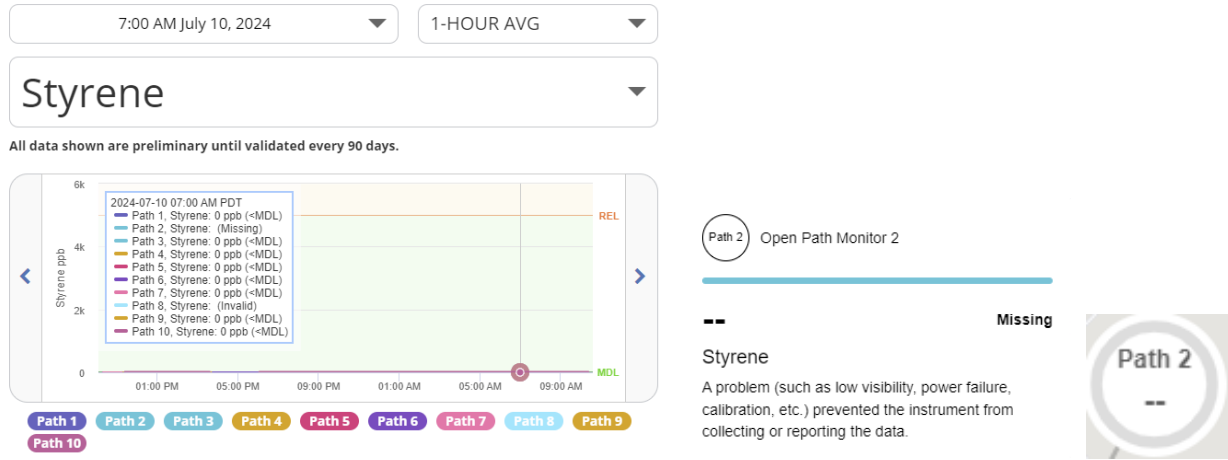 7:00 AM July 10, 2024
1-HOUR AVG
Styrene
All data shown are preliminary until validated every 90 days.
6k
4k
2k
0
Styrene ppb
2024-07-10 07:00 AM PDT
Path 1, Styrene: 0 ppb (<MDL)
Path 2, Styrene: (Missing)
Path 3, Styrene: 0 ppb (<MDL)
Path 4, Styrene: 0 ppb (<MDL)
Path 5, Styrene: 0 ppb (<MDL)
Path 6, Styrene: 0 ppb (<MDL)
Path 7, Styrene: 0 ppb (<MDL)
Path 8, Styrene: (Invalid)
Path 9, Styrene: 0 ppb (<MDL)
Path 10, Styrene: 0 ppb (<MDL)
REL
MDL
01:00 PM 05:00 PM 09:00 PM 01:00 AM 05:00 AM 09:00 AM
Path 1 Path 2 Path 3 Path 4 Path 5 Path 6 Path 7 Path 8 Path 9
Path 10
Path 2 Open Path Monitor 2
-- Missing
Styrene
A problem (such as low visibility, power failure,
calibration, etc.) prevented the instrument from
collecting or reporting the data.
Path 2
--